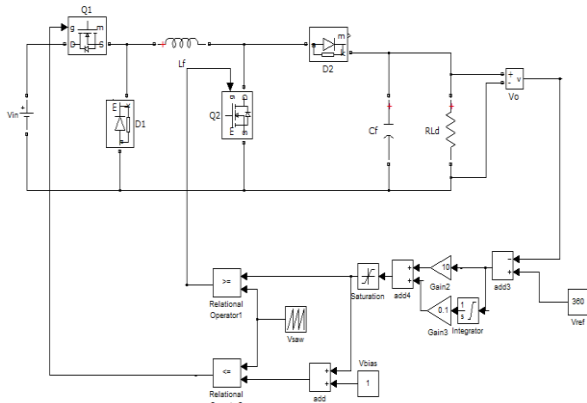 Q1
g
m
D
S
Lf
Vin
D1
E
Q2
g
D
E
m
D2
m
k
Cf
RLd
+
-
v
Vo
>=
Relational
Operator1
Vsaw
<=
Relational
add
Vbias
1
Saturation
add4
10
Gain2
0.1
Gain3
1
s
Integrator
add3
360
Vref